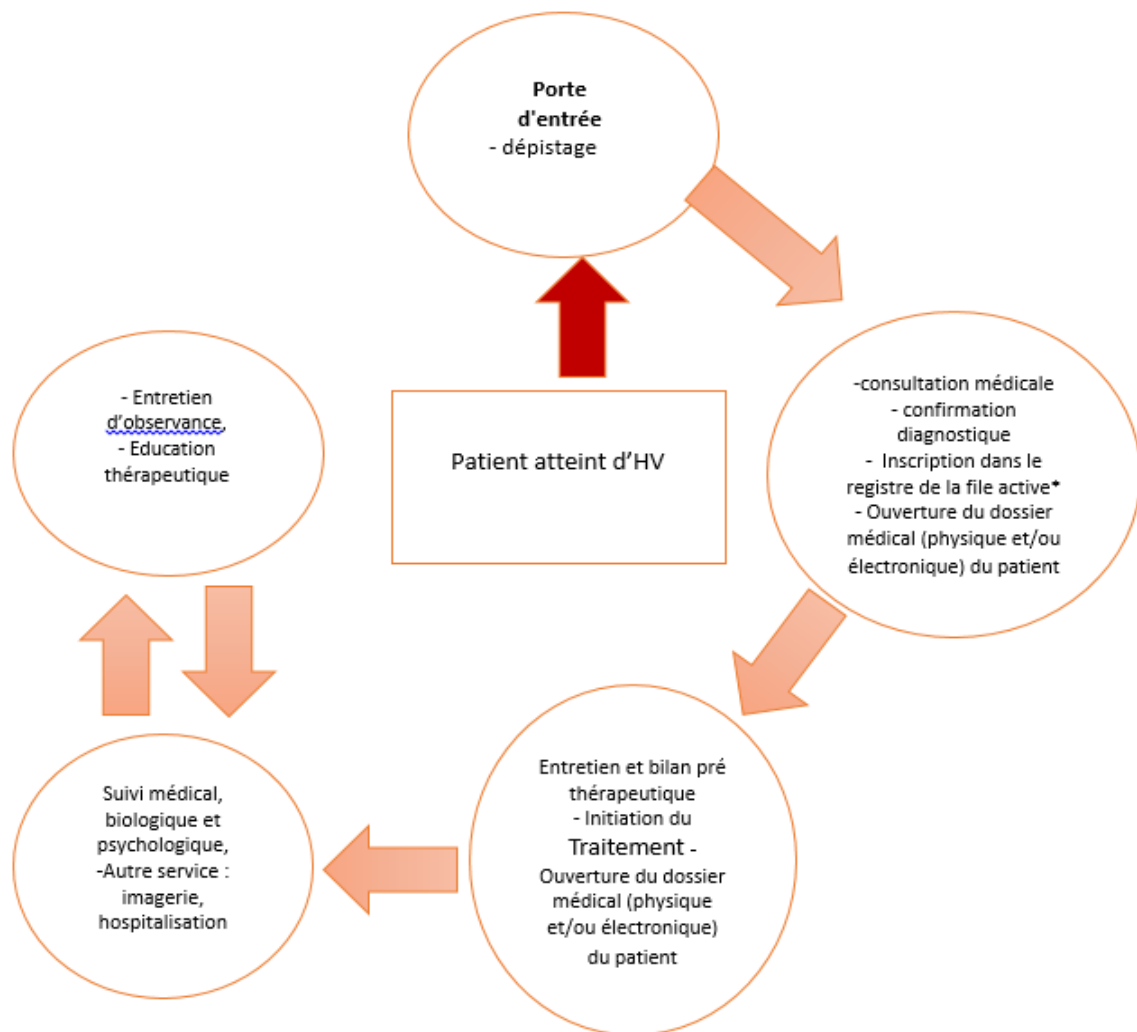 Porte
d'entrée
- dépistage
-consultation médicale
- confirmation
diagnostique
- Inscription dans le
registre de la file active*
- Ouverture du dossier
médical (physique et/ou
électronique) du patient
Patient atteint d’HV
- Entretien
d’observance,
- Education
thérapeutique
Entretien et bilan pré
thérapeutique
- Initiation du
Traitement -
Ouverture du dossier
médical (physique
et/ou électronique)
du patient
Suivi médical,
biologique et
psychologique,
-Autre service :
imagerie,
hospitalisation